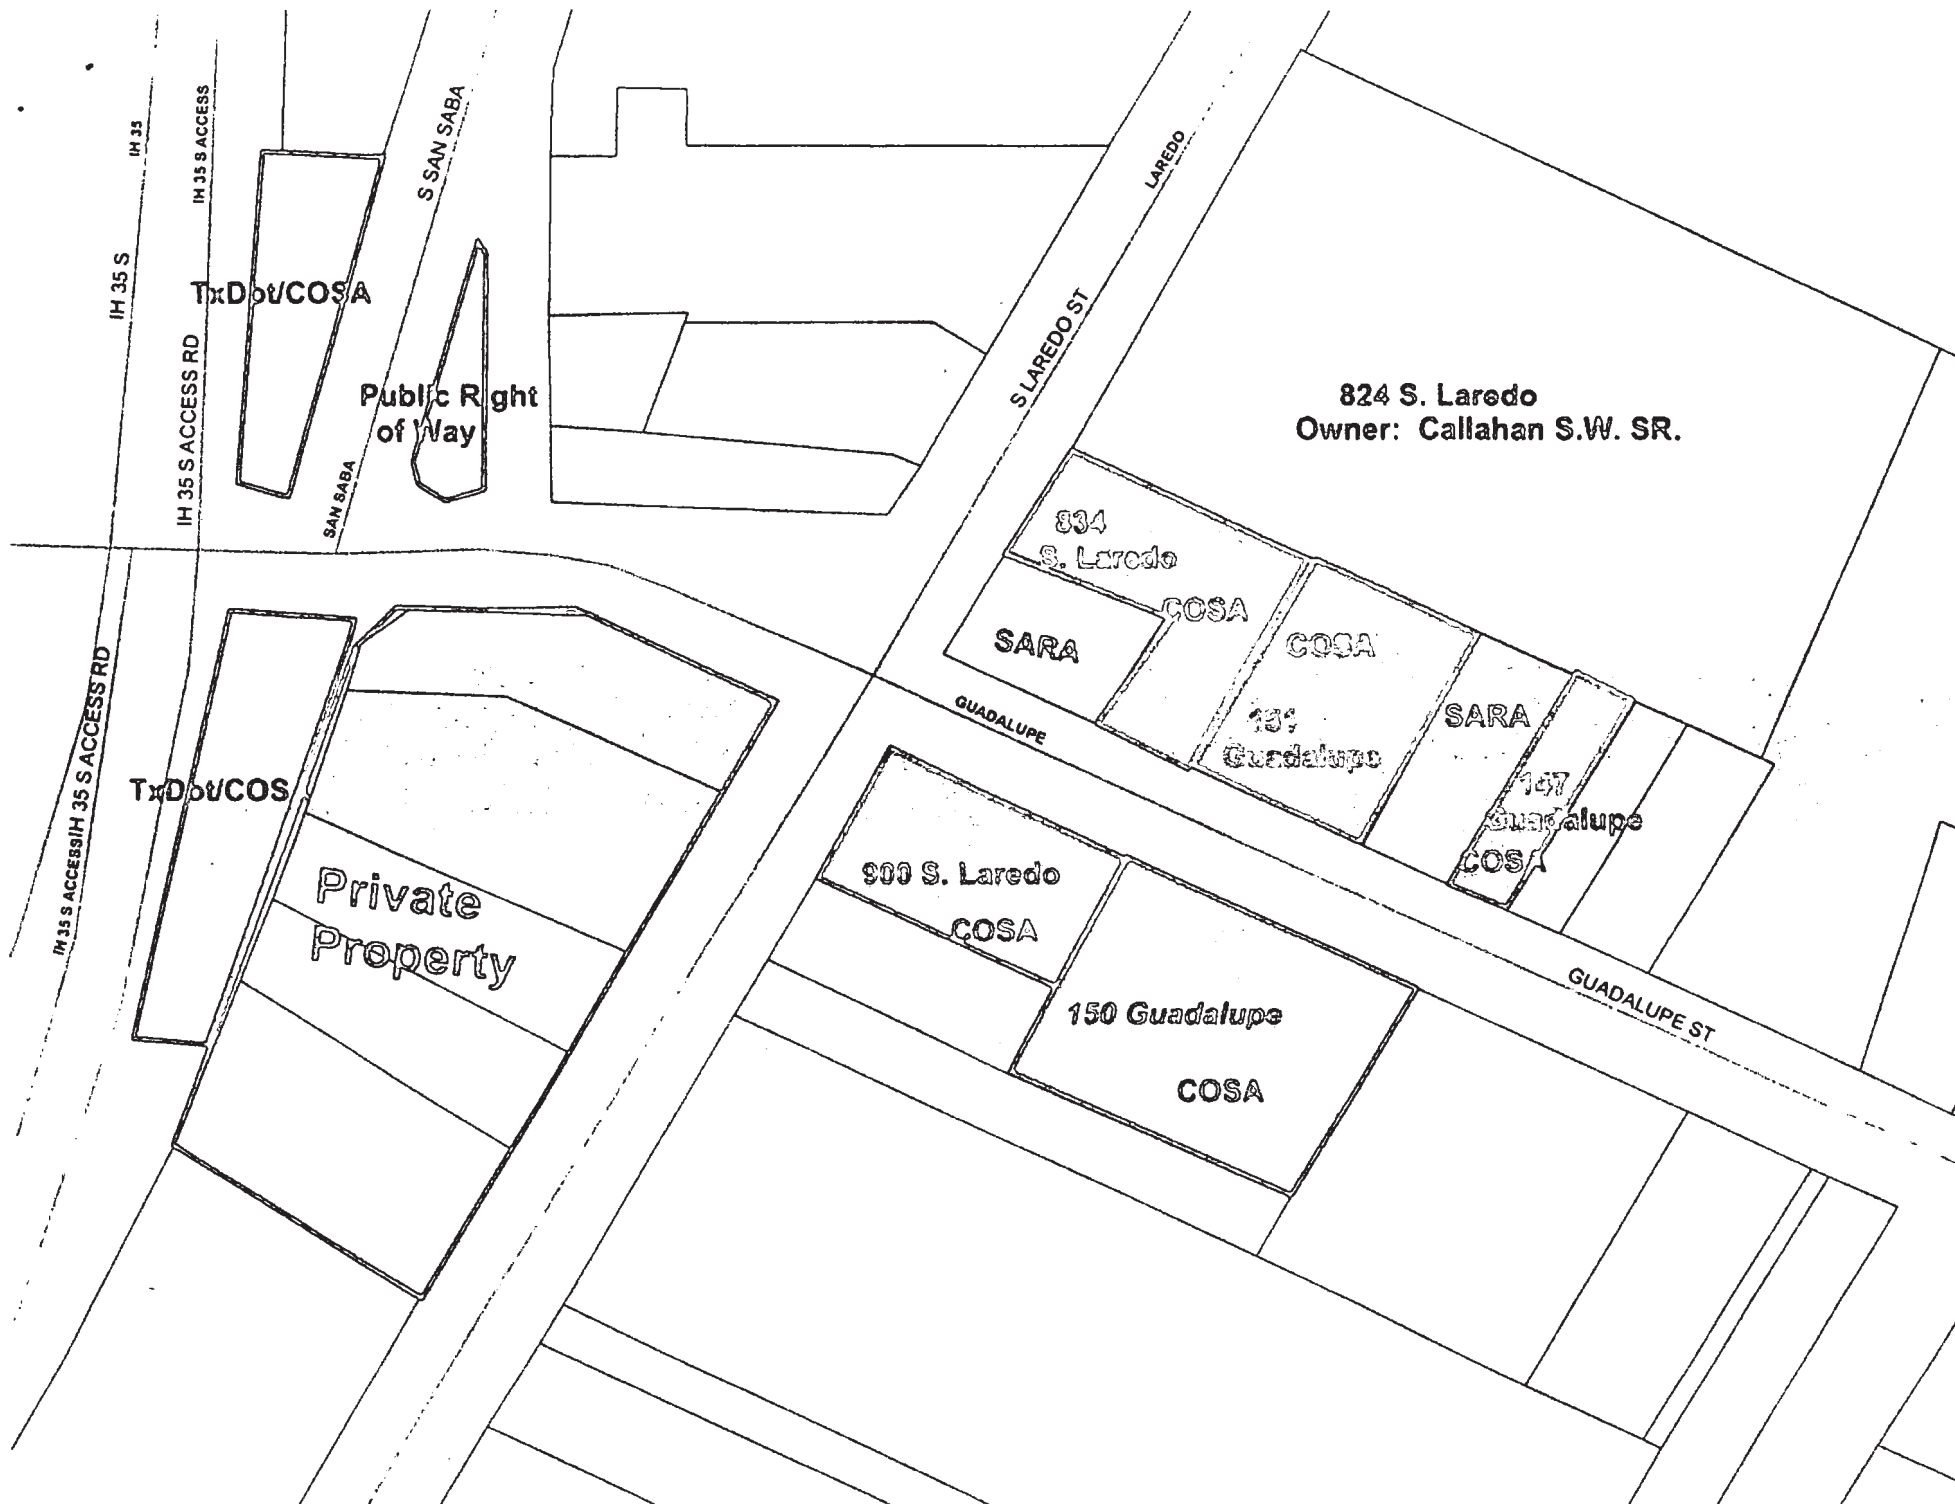 IH 35
IH 35 S ACCESS
S SAN SABA
LAREDO
IH 35 S
TxDot/COSA
S LAREDO ST
IH 35 S ACCESS RD
Public Right
of Way
824 S. Laredo
Owner: Callahan S.W. SR.
SAN SABA
834
S. Laredo
COSA
SARA
COSA
GUADALUPE
Guadalupe
SARA
147
Guadalupe
COSA
IH 35 S ACCESS RD
TxDot/COS
IH 35 S ACCESS
Private
Property
900 S. Laredo
COSA
150 Guadalupe
COSA
GUADALUPE ST